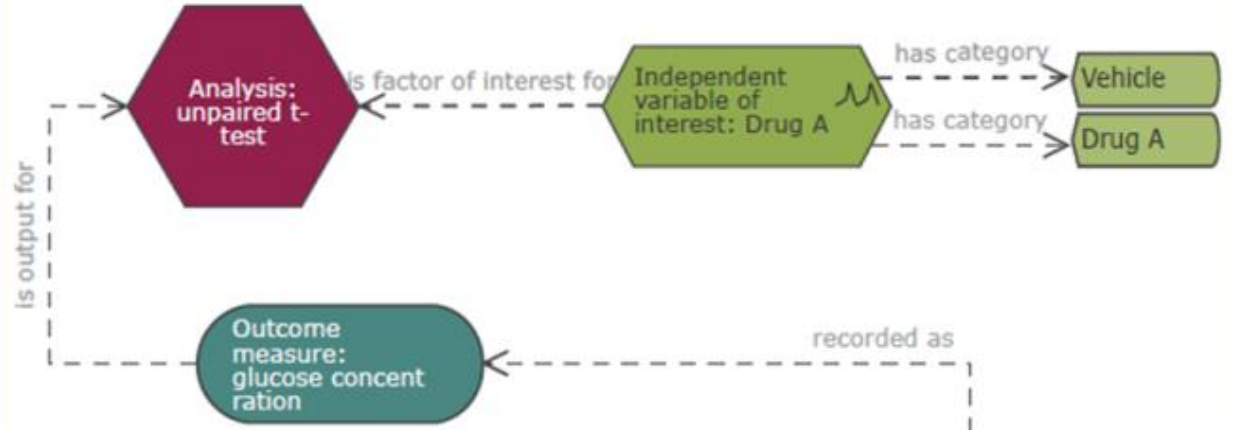 Analysis:
unpaired t-
test
is factor of interest for
Independent
variable of
interest: Drug A
has category
Vehicle
has category
Drug A
is output for
Outcome
measure:
glucose concent
ration
recorded as